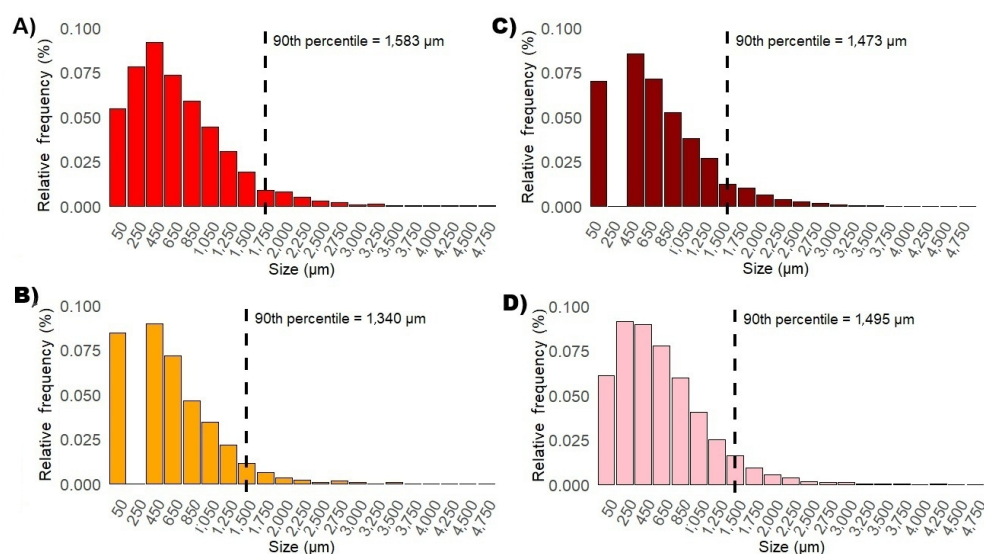 A)
Relative frequency (%)
0.100
0.075
0.050
0.025
0.000
90th percentile = 1,583 µm
50 250 450 650 850 1,050 1,250 1,500 1,750 2,000 2,250 2,500 2,750 3,000 3,250 3,500 3,750 4,000 4,250 4,500 4,750
Size (µm)
C)
Relative frequency (%)
0.100
0.075
0.050
0.025
0.000
90th percentile = 1,473 µm
50 250 450 650 850 1,050 1,250 1,500 1,750 2,000 2,250 2,500 2,750 3,000 3,250 3,500 3,750 4,000 4,250 4,500 4,750
Size (µm)
B)
Relative frequency (%)
0.100
0.075
0.050
0.025
0.000
90th percentile = 1,340 µm
50 250 450 650 850 1,050 1,250 1,500 1,750 2,000 2,250 2,500 2,750 3,000 3,250 3,500 3,750 4,000 4,250 4,500 4,750
Size (µm)
D)
Relative frequency (%)
0.100
0.075
0.050
0.025
0.000
90th percentile = 1,495 µm
50 250 450 650 850 1,050 1,250 1,500 1,750 2,000 2,250 2,500 2,750 3,000 3,250 3,500 3,750 4,000 4,250 4,500 4,750
Size (µm)